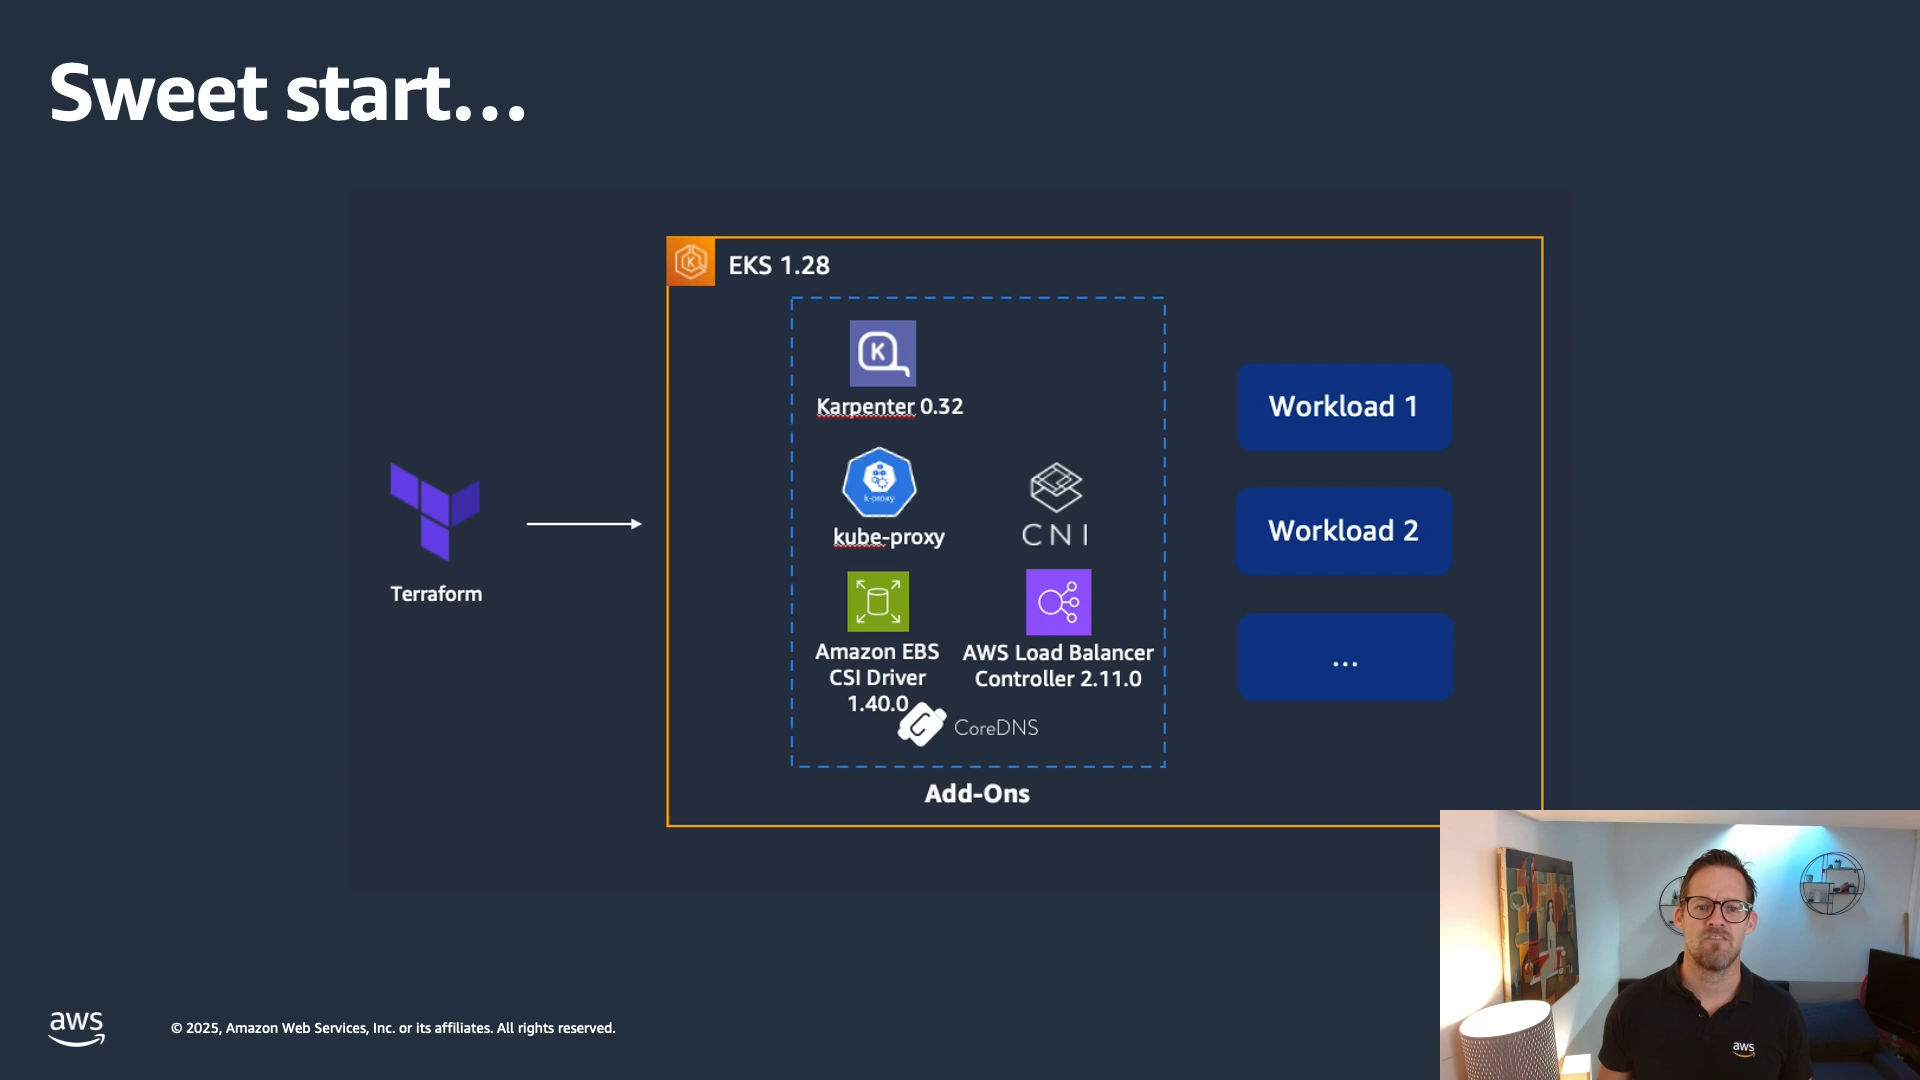 Sweet start...
EKS 1.28
Karpenter 0.32
k-proxy
kube-proxy
CNI
Amazon EBS
CSI Driver
1.40.0
AWS Load Balancer
Controller 2.11.0
CoreDNS
Add-Ons
Terraform
Workload 1
Workload 2
...
aws
© 2025, Amazon Web Services, Inc. or its affiliates. All rights reserved.
aws